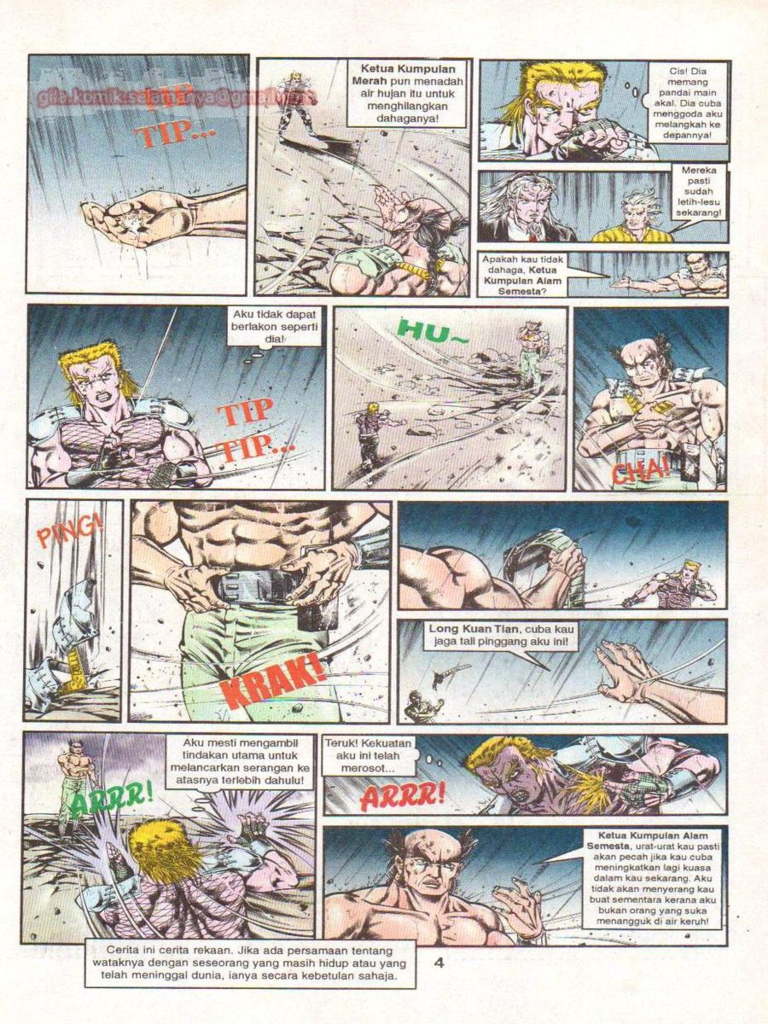 TIP
TIP...
Ketua Kumpulan
Merah pun menadah
air hujan itu untuk
menghilangkan
dahaganya!
Cis! Dia
memang
pandai main
akal. Dia cuba
menggoda aku
melangkah ke
depannya!
Mereka
pasti
sudah
letih-lesu
sekarang!
Apakah kau tidak
dahaga, Ketua
Kumpulan Alam
Semesta?
Aku tidak dapat
berlakon seperti
dia!
TIP
TIP...
HU~
CHA!
PING!
KRAK!
Long Kuan Tian, cuba kau
jaga tali pinggang aku ini!
Aku mesti mengambil
tindakan utama untuk
melancarkan serangan ke
atasnya terlebih dahulu!
ARRR!
Teruk! Kekuatan
aku ini telah
merosot...
ARRR!
Ketua Kumpulan Alam
Semesta, urat-urat kau pasti
akan pecah jika kau cuba
meningkatkan lagi kuasa
dalam kau sekarang. Aku
tidak akan menyerang kau
buat sementara kerana aku
bukan orang yang suka
menangguk di air keruh!
Cerita ini cerita rekaan. Jika ada persamaan tentang
wataknya dengan seseorang yang masih hidup atau yang
telah meninggal dunia, ianya secara kebetulan sahaja.
4